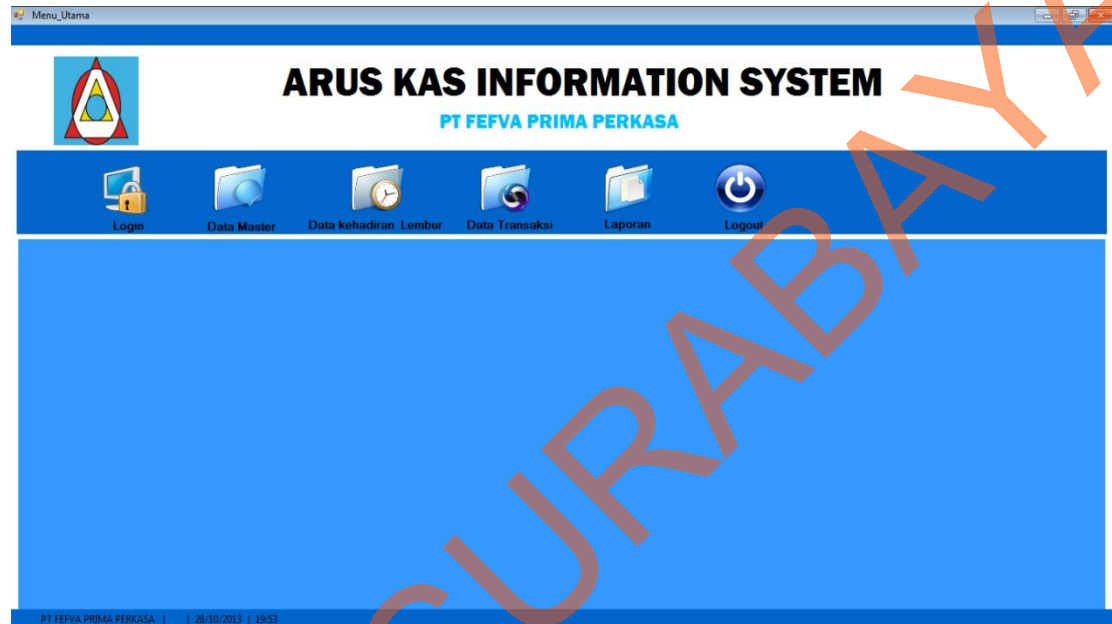 Menu_Utama
ARUS KAS INFORMATION SYSTEM
PT FEFVA PRIMA PERKASA
Login Data Master Data kehadiran Lembur Data Transaksi Laporan Logout
PT FEFVA PRIMA PERKASA | | 28/10/2013 | 19:53
SURABAYA